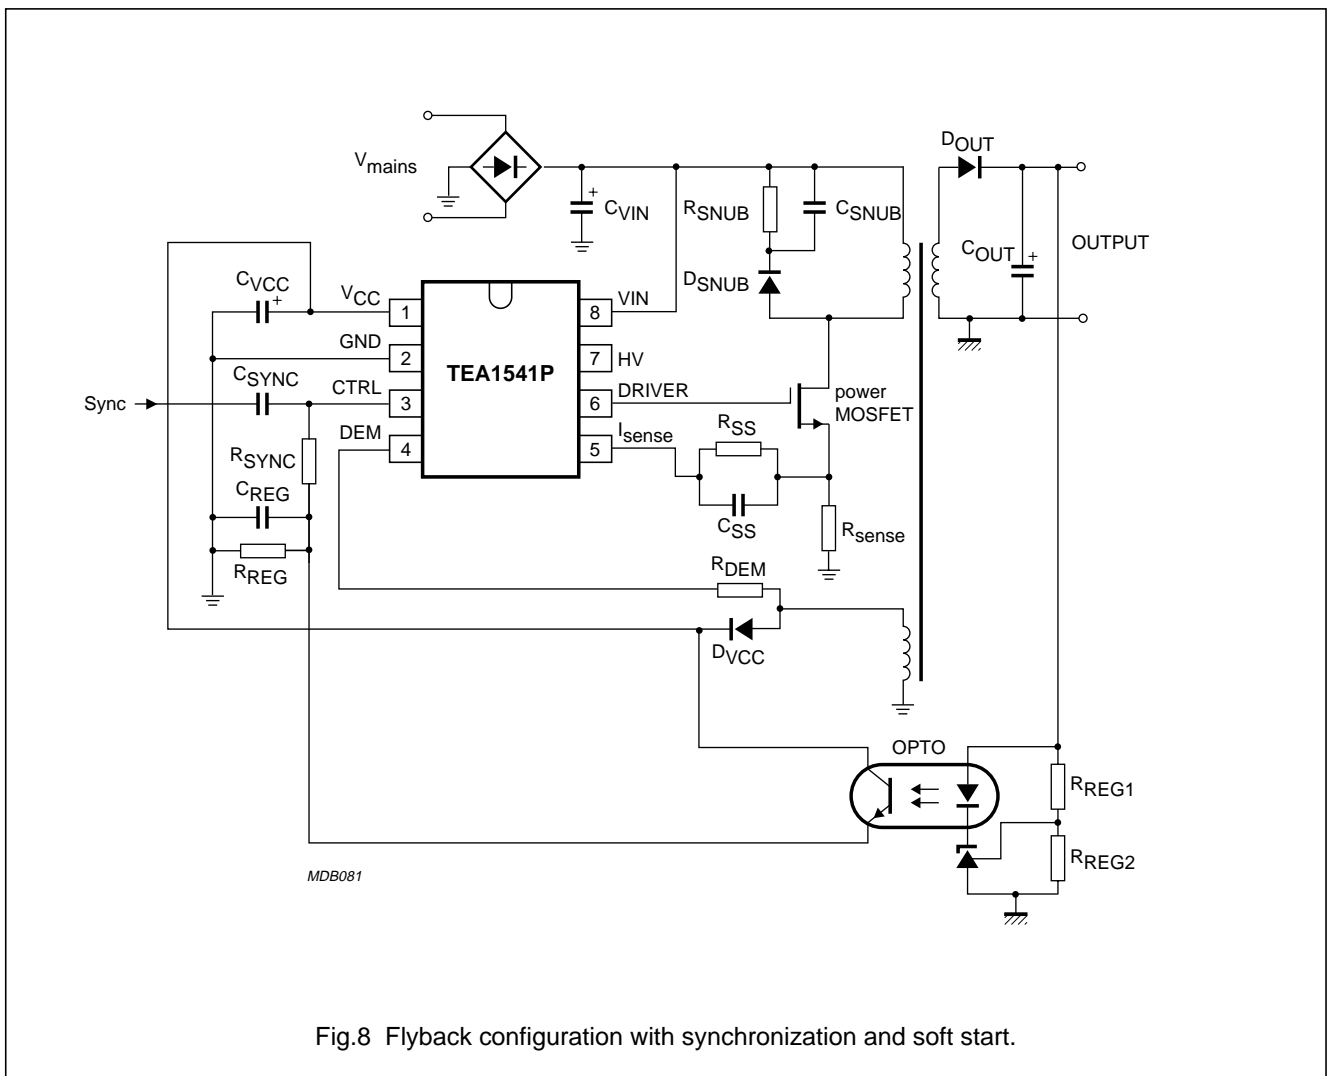 Vmains
CVIN
+
RSNUB
CSNUB
DSNUB
DOUT
COUT
+
OUTPUT
CVCC
+
VCC
1
GND
2
CSYNC
Sync
CTRL
3
DEM
4
TEA1541P
8
VIN
7
HV
6
DRIVER
5
Isense
power
MOSFET
RSS
CSS
Rsense
RSYNC
CREG
RREG
RDEM
DVCC
OPTO
RREG1
RREG2
MDB081
Fig.8 Flyback configuration with synchronization and soft start.